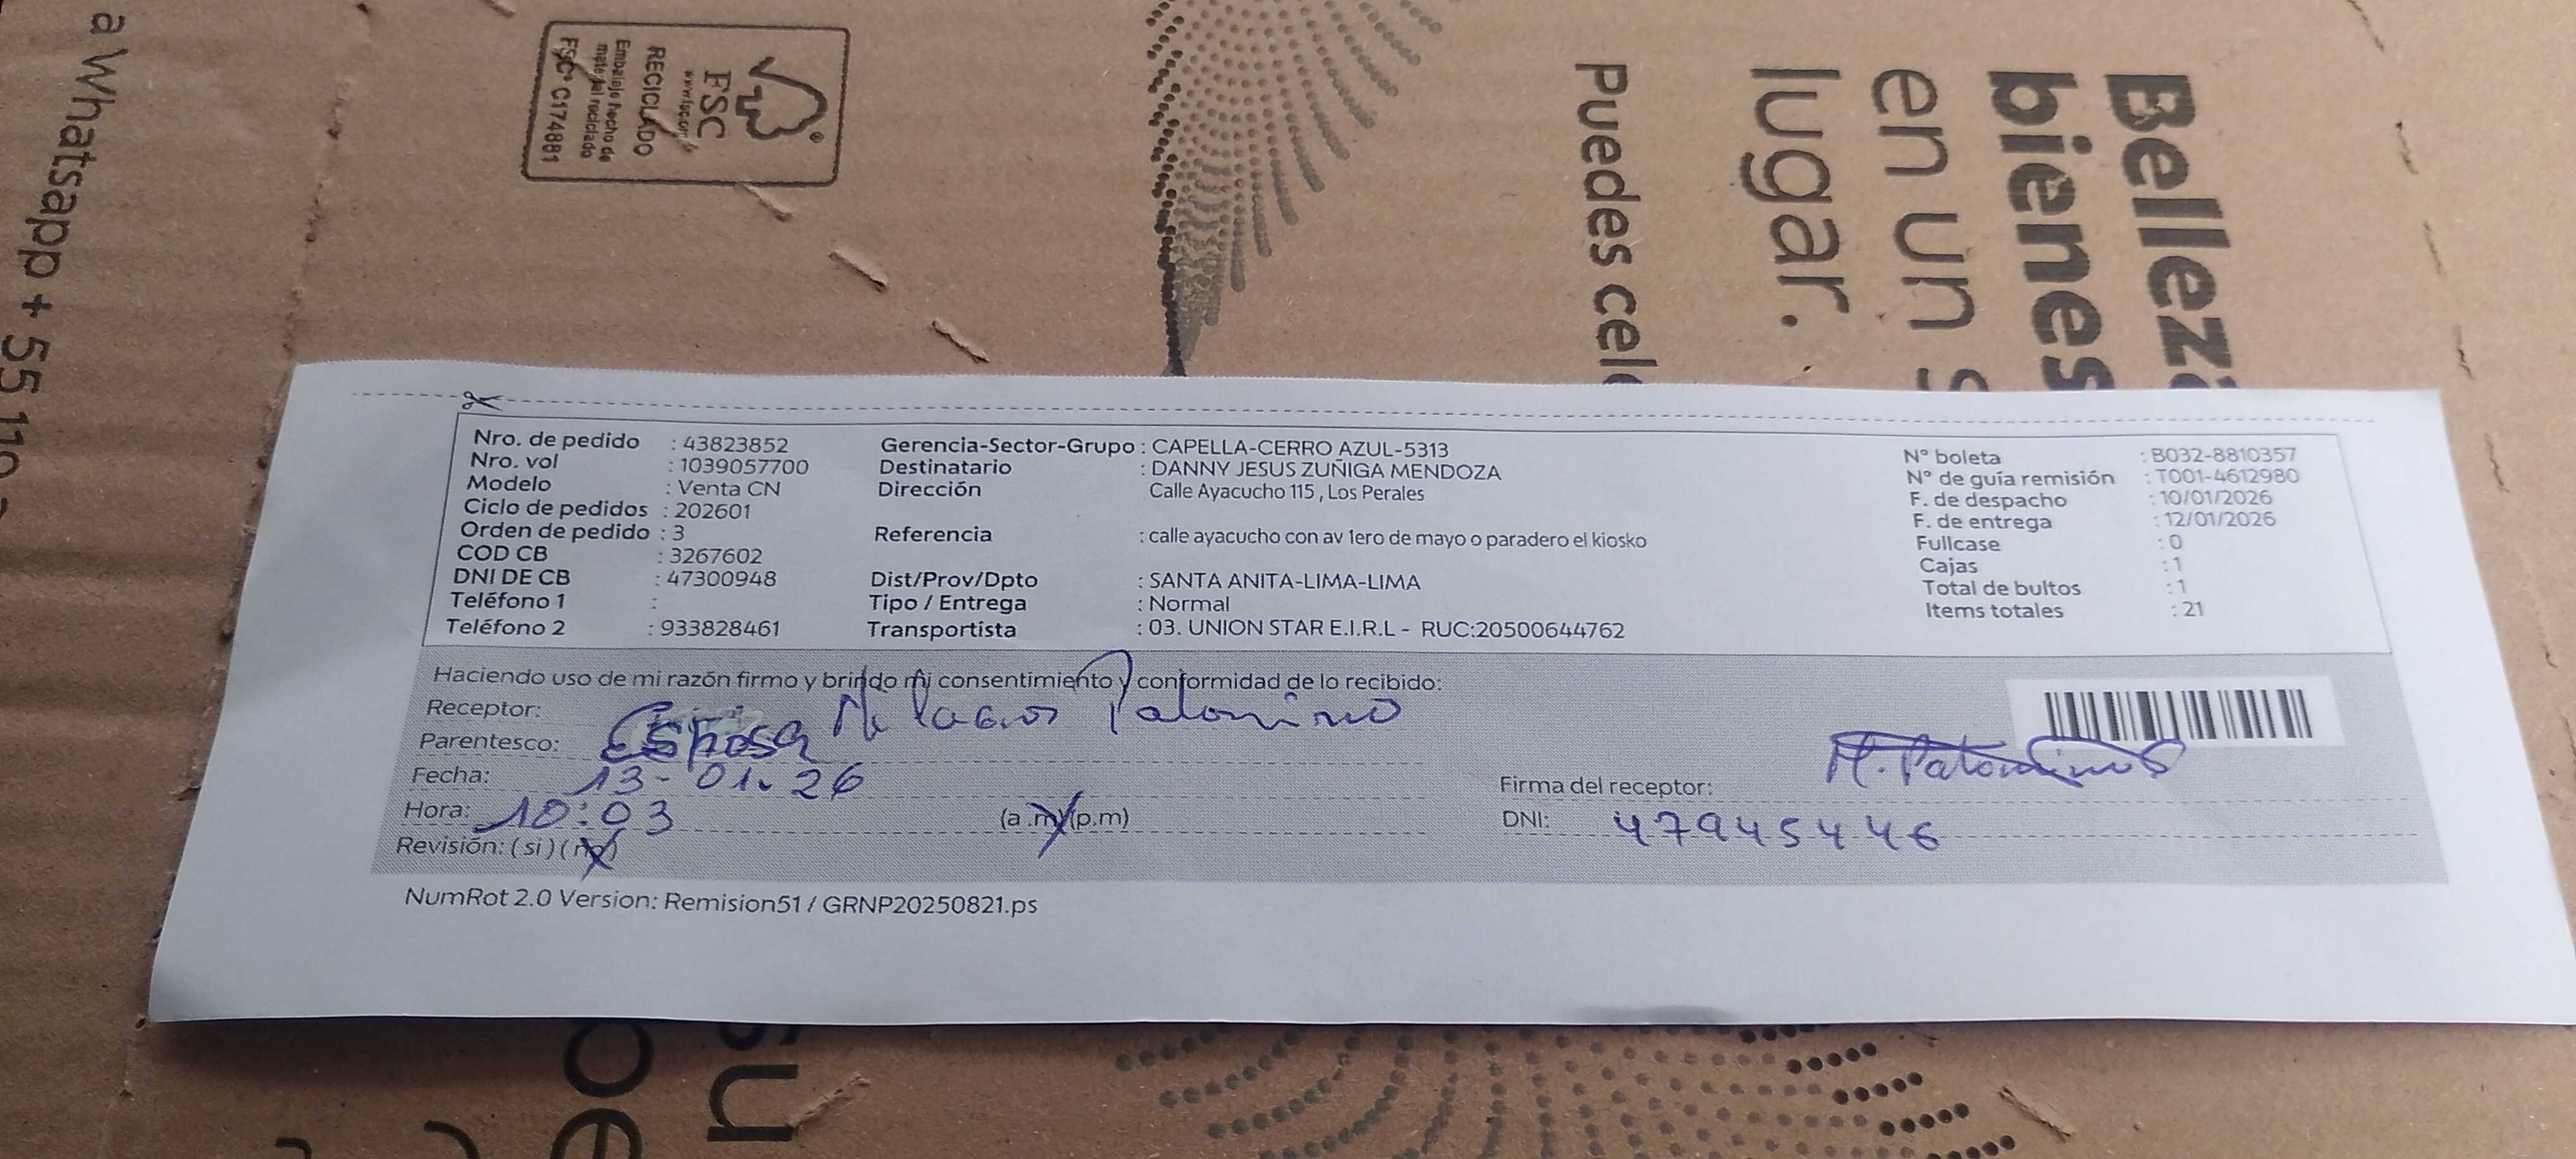 a Whatsapp + 55 119
FSC
www.fsc.org
RECICLADO
Embalaje hecho de
material reciclado
FSC® C174881
Belleza
bienes
en un s
lugar.
Puedes cele
Nro. de pedido : 43823852
Nro. vol : 1039057700
Modelo : Venta CN
Ciclo de pedidos : 202601
Orden de pedido : 3
COD CB : 3267602
DNI DE CB : 47300948
Teléfono 1 :
Teléfono 2 : 933828461
Gerencia-Sector-Grupo : CAPELLA-CERRO AZUL-5313
Destinatario : DANNY JESUS ZUÑIGA MENDOZA
Dirección Calle Ayacucho 115 , Los Perales
Referencia : calle ayacucho con av 1ero de mayo o paradero el kiosko
Dist/Prov/Dpto : SANTA ANITA-LIMA-LIMA
Tipo / Entrega : Normal
Transportista : 03. UNION STAR E.I.R.L - RUC:20500644762
N° boleta : B032-8810357
N° de guía remisión : T001-4612980
F. de despacho : 10/01/2026
F. de entrega : 12/01/2026
Fullcase : 0
Cajas : 1
Total de bultos : 1
Items totales : 21
Haciendo uso de mi razón firmo y brindo mi consentimiento y conformidad de lo recibido:
Receptor: Milagros Palomino
Parentesco: Esposa
Fecha: 13-01-26
Hora: 10:03 (a.m)(p.m)
Revisión: (si) (no)
Firma del receptor: M. Palomino
DNI: 47945446
NumRot 2.0 Version: Remision51 / GRNP20250821.ps
su
oe